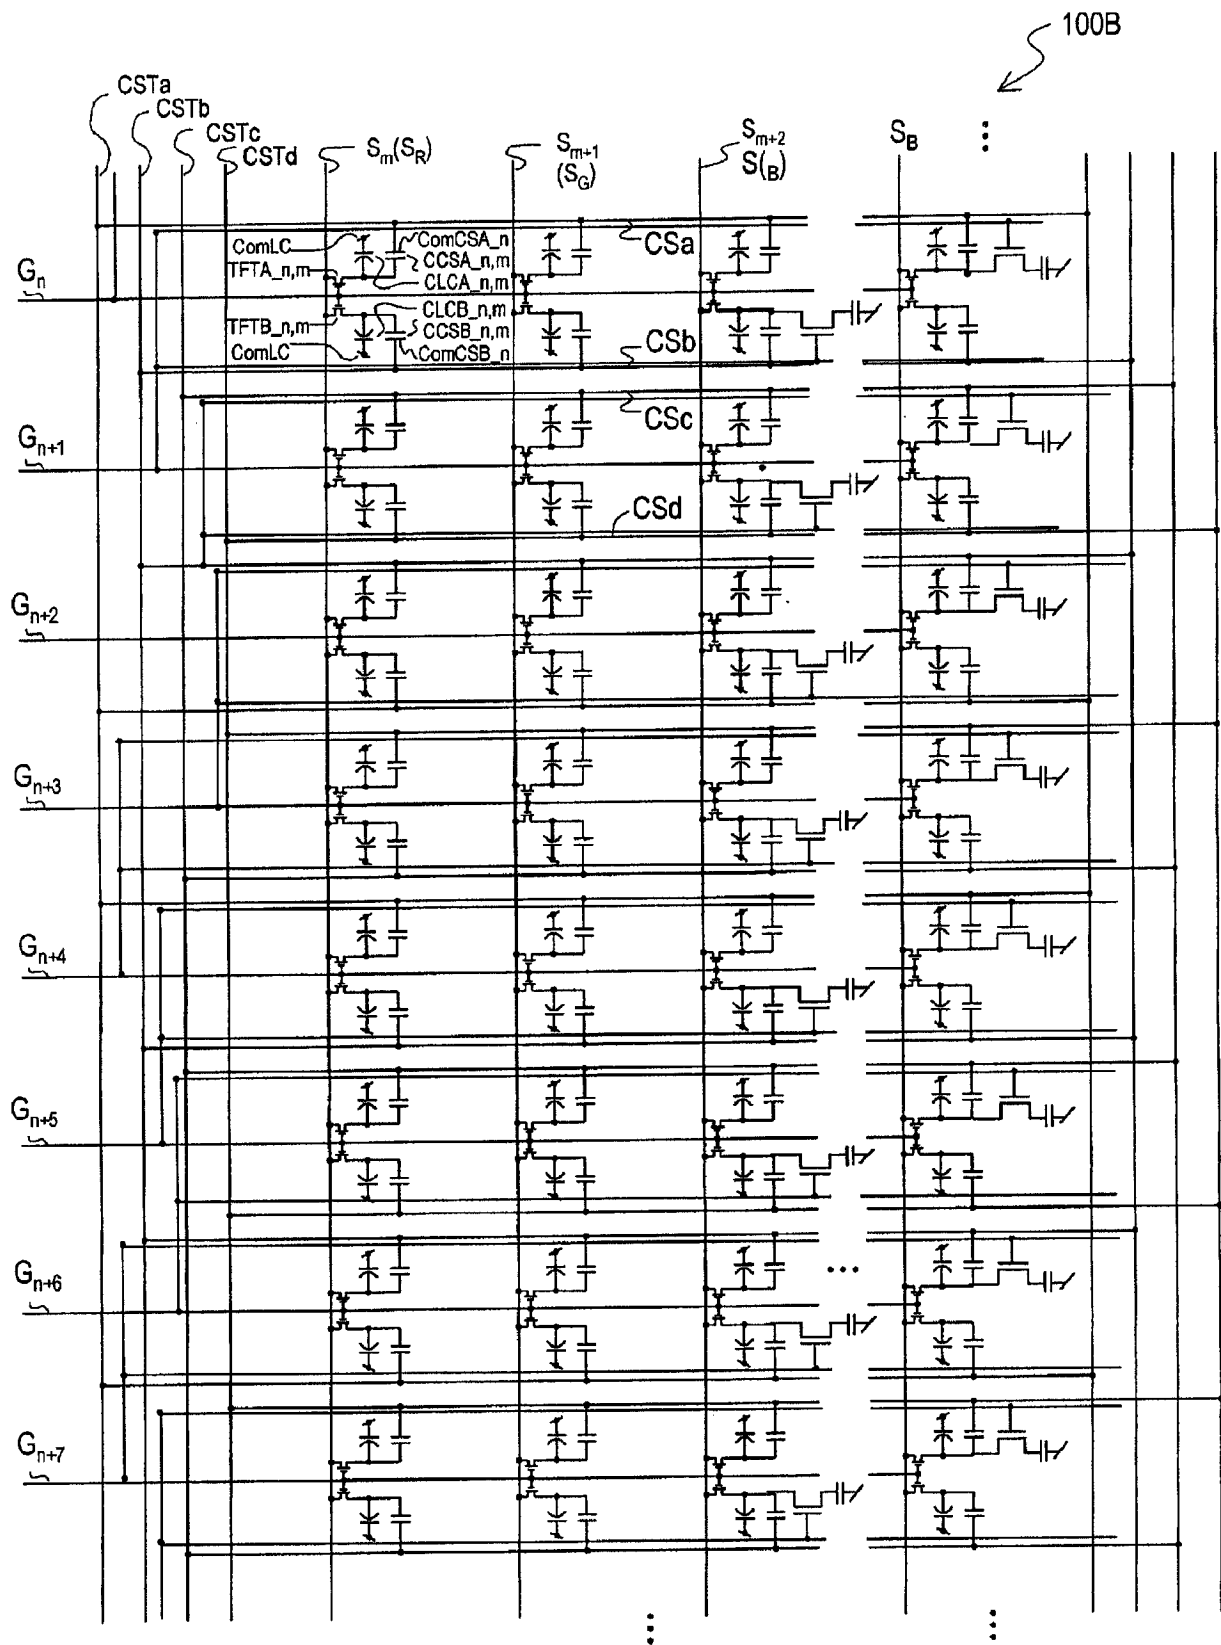 100B
CSTa
CSTb
CSTc
CSTd
Sm(SR)
Sm+1
(SG)
Sm+2
S(B)
SB
ComLC
ComCSA_n
CSa
TFTA_n,m
CCSA_n,m
Gn
CLCA_n,m
CLCB_n,m
TFTB_n,m
CCSB_n,m
ComLC
ComCSB_n
CSb
CSc
Gn+1
CSd
Gn+2
Gn+3
Gn+4
Gn+5
Gn+6
Gn+7